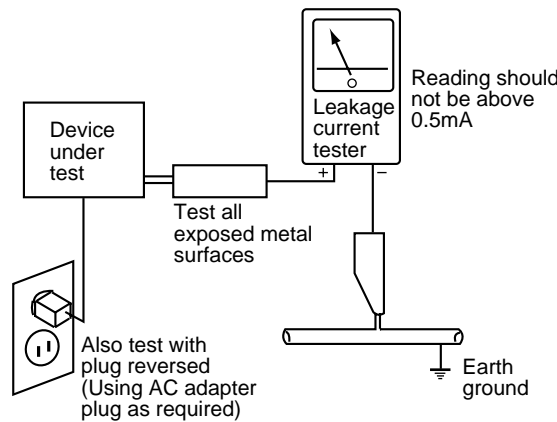 Device
under
test
Leakage
current
tester
+
−
Reading should
not be above
0.5mA
Test all
exposed metal
surfaces
Also test with
plug reversed
(Using AC adapter
plug as required)
Earth
ground